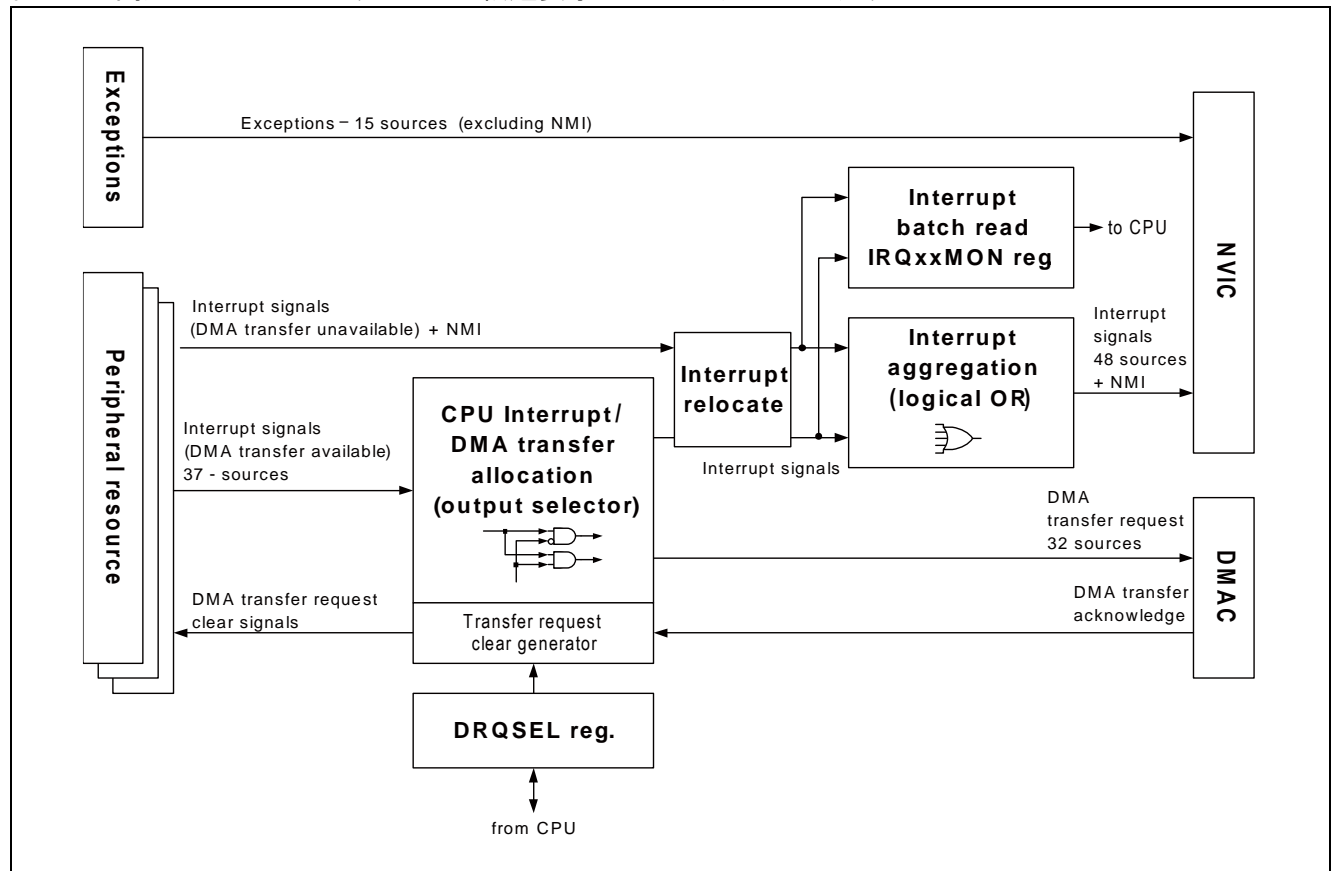 Exceptions
Exceptions – 15 sources (excluding NMI)
NVIC
Interrupt
batch read
IRQxxMON reg
to CPU
Peripheral resource
Interrupt signals
(DMA transfer unavailable) + NMI
Interrupt
relocate
Interrupt
aggregation
(logical OR)
Interrupt
signals
48 sources
+ NMI
Interrupt signals
(DMA transfer available)
37 - sources
CPU Interrupt/
DMA transfer
allocation
(output selector)
Interrupt signals
DMA
transfer request
32 sources
DMAC
DMA transfer request
clear signals
Transfer request
clear generator
DMA transfer
acknowledge
DRQSEL reg.
from CPU